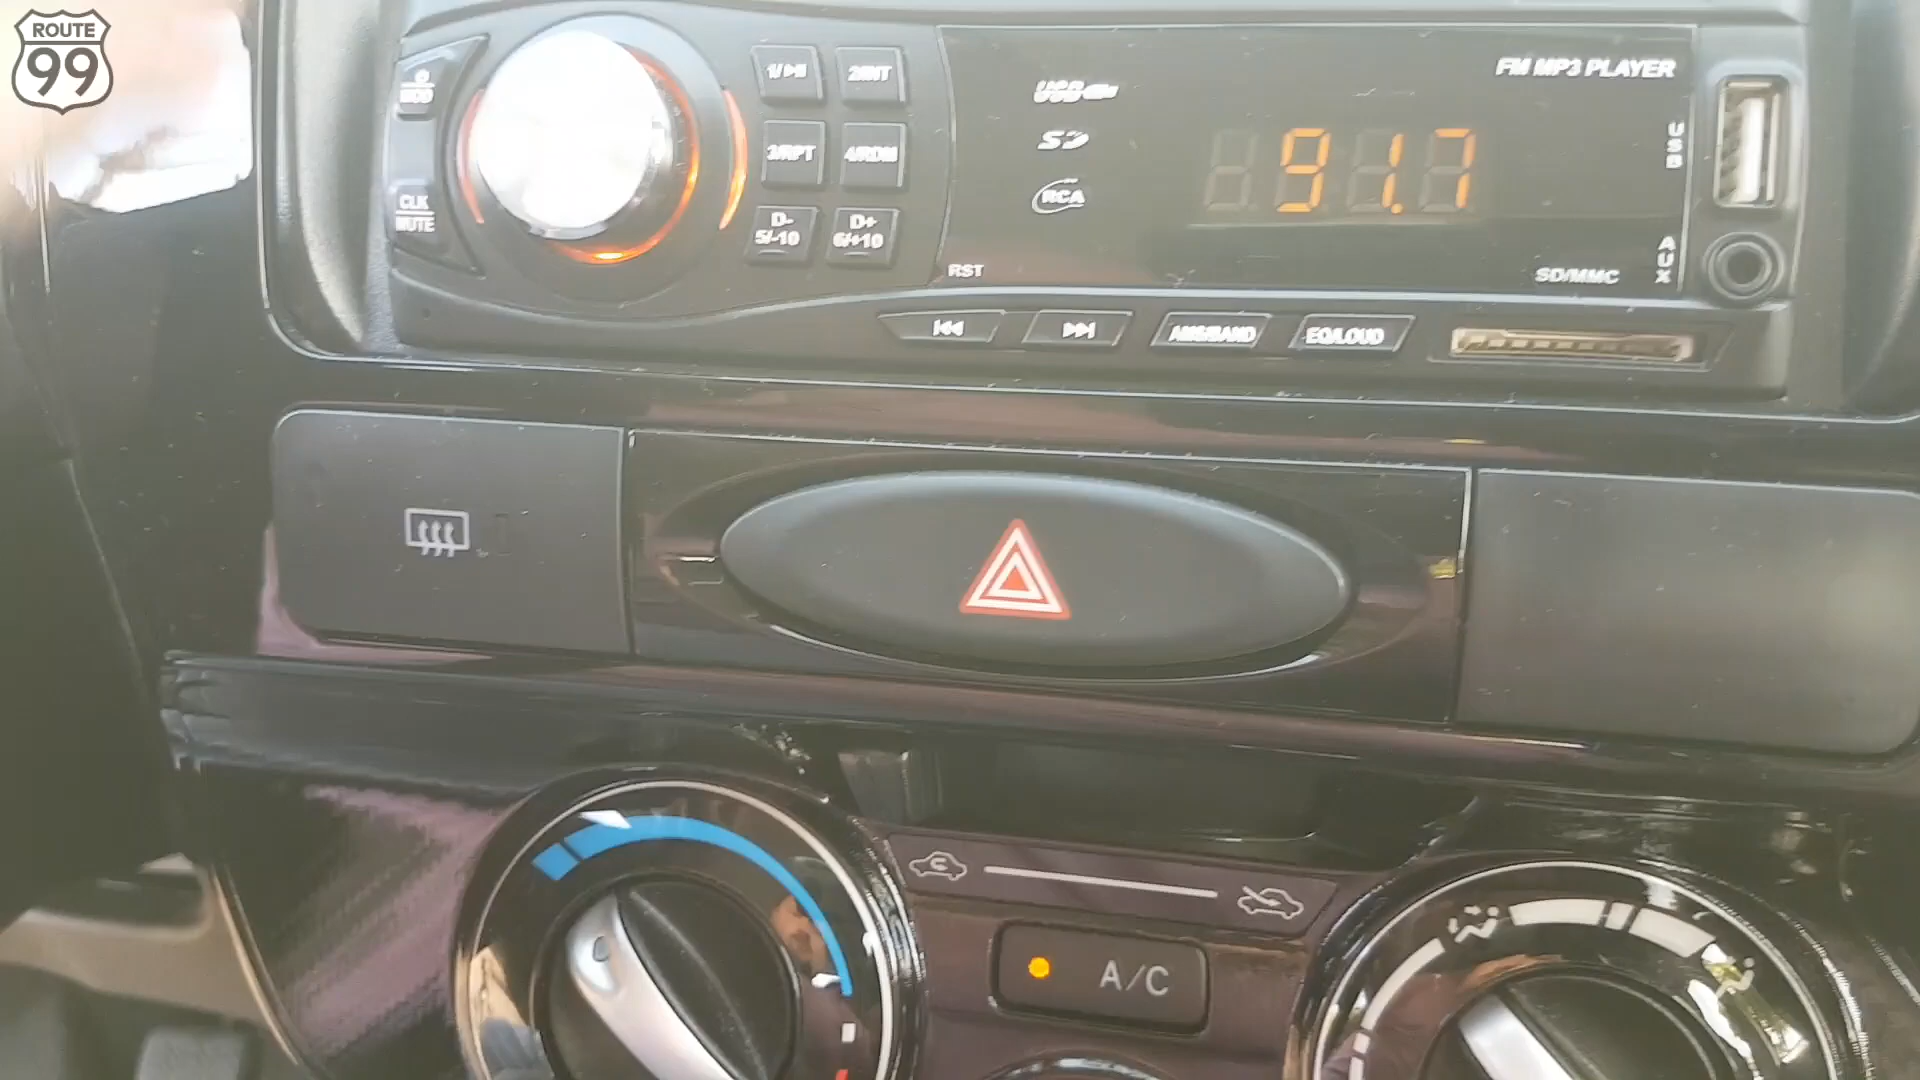 ROUTE
99
MOD
CLK
MUTE
1/▶II
2/INT
3/RPT
4/RDM
D-
5/-10
D+
6/+10
USB
SD
RCA
RST
91.7
FM MP3 PLAYER
USB
AUX
SD/MMC
AMS/BAND
EQ/LOUD
A/C